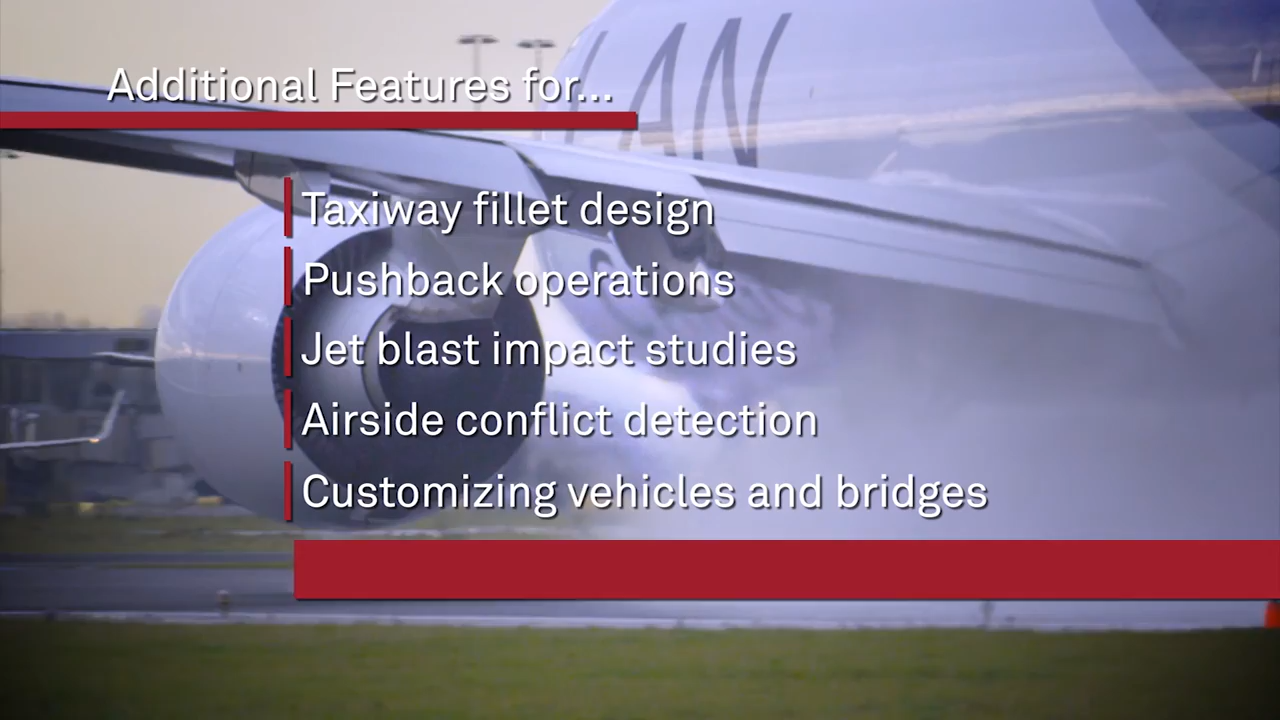 Additional Features for...
LAN
Taxiway fillet design
Pushback operations
Jet blast impact studies
Airside conflict detection
Customizing vehicles and bridges